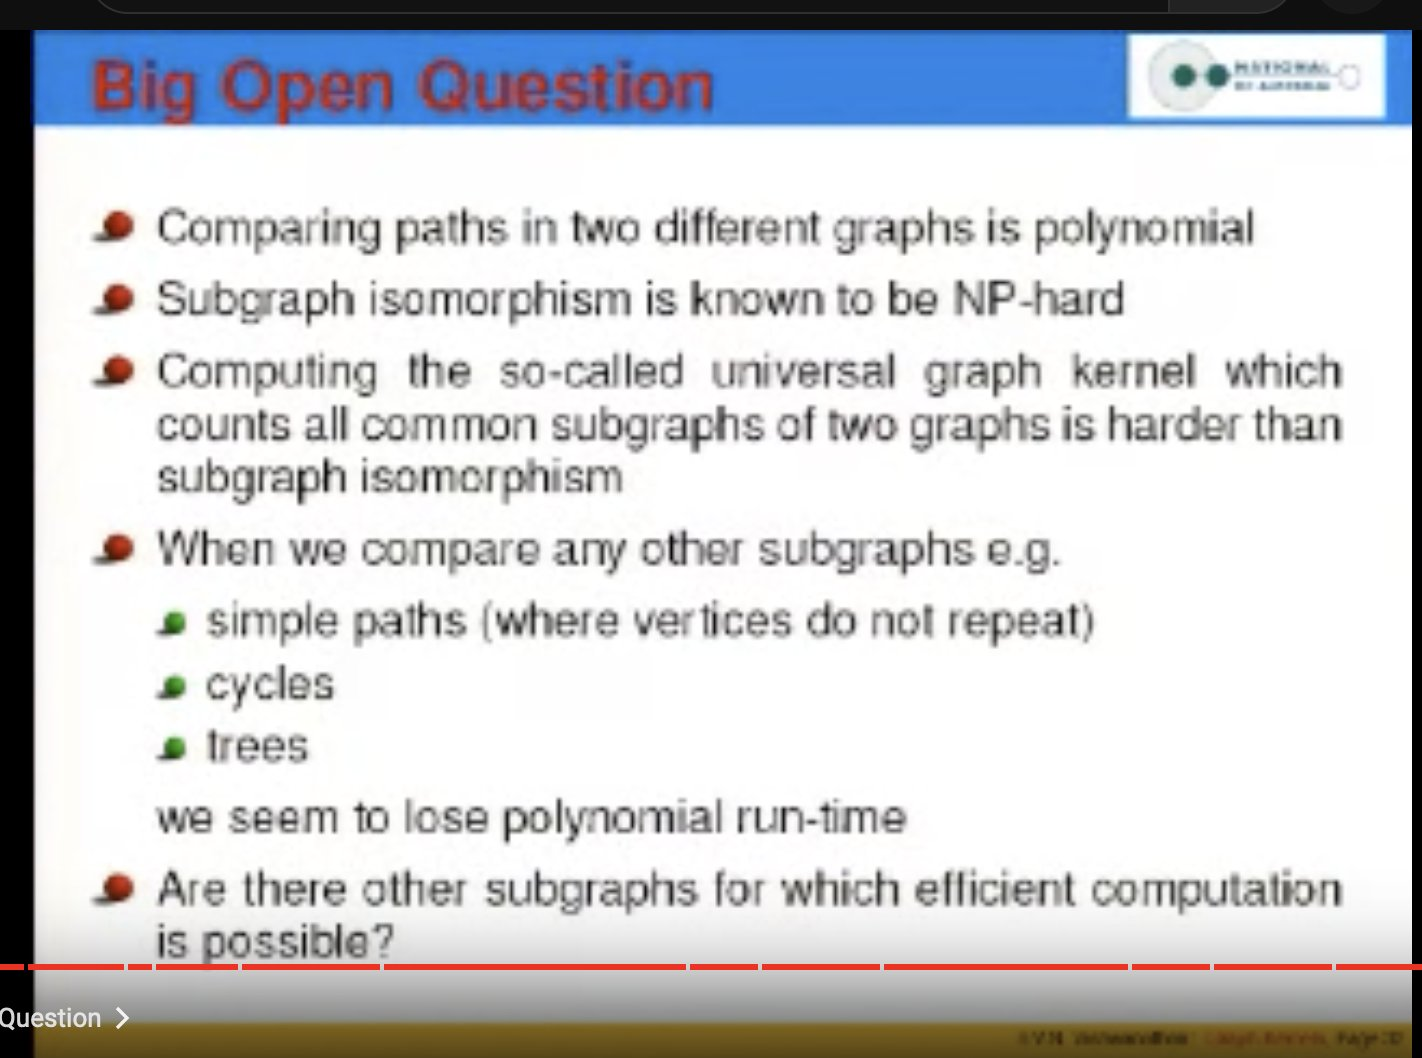 Big Open Question
NATIONAL
Comparing paths in two different graphs is polynomial
Subgraph isomorphism is known to be NP-hard
Computing the so-called universal graph kernel which
counts all common subgraphs of two graphs is harder than
subgraph isomorphism
When we compare any other subgraphs e.g.
simple paths (where vertices do not repeat)
cycles
trees
we seem to lose polynomial run-time
Are there other subgraphs for which efficient computation
is possible?
Question